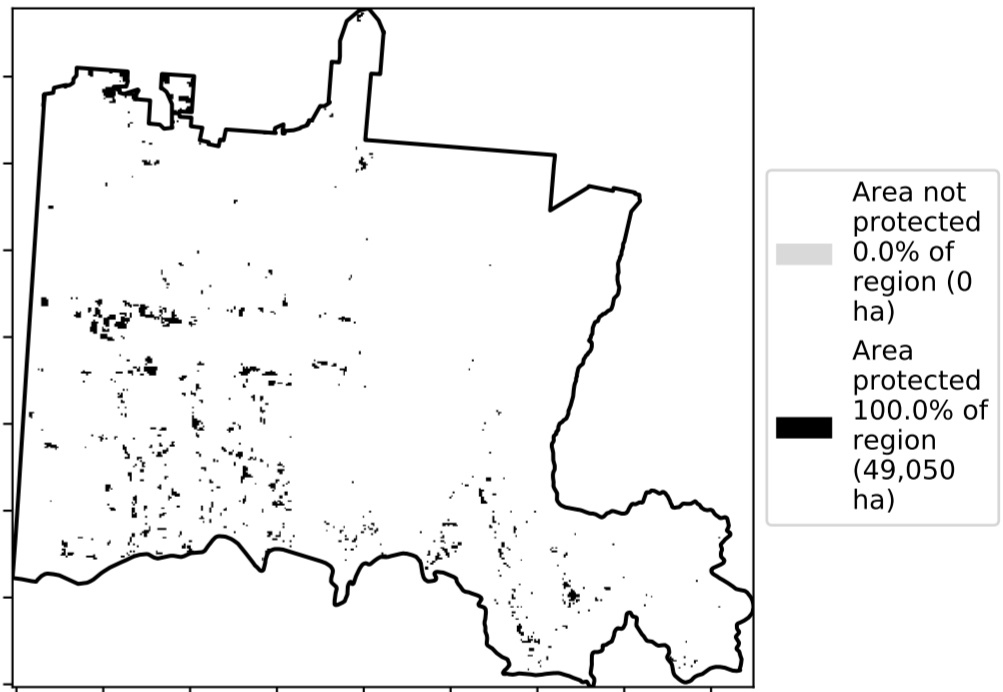 Area not
protected
0.0% of
region (0
ha)
Area
protected
100.0% of
region
(49,050
ha)